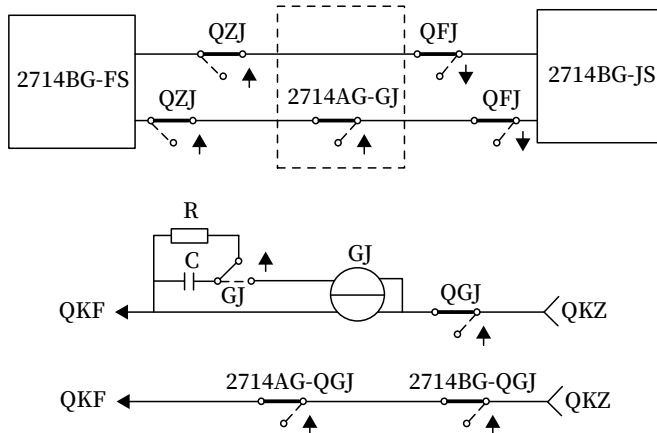 QZJ
QFJ
2714BG-FS
2714BG-JS
QZJ
2714AG-GJ
QFJ
R
C
GJ
GJ
QGJ
QKF
QKZ
2714AG-QGJ
2714BG-QGJ
QKF
QKZ